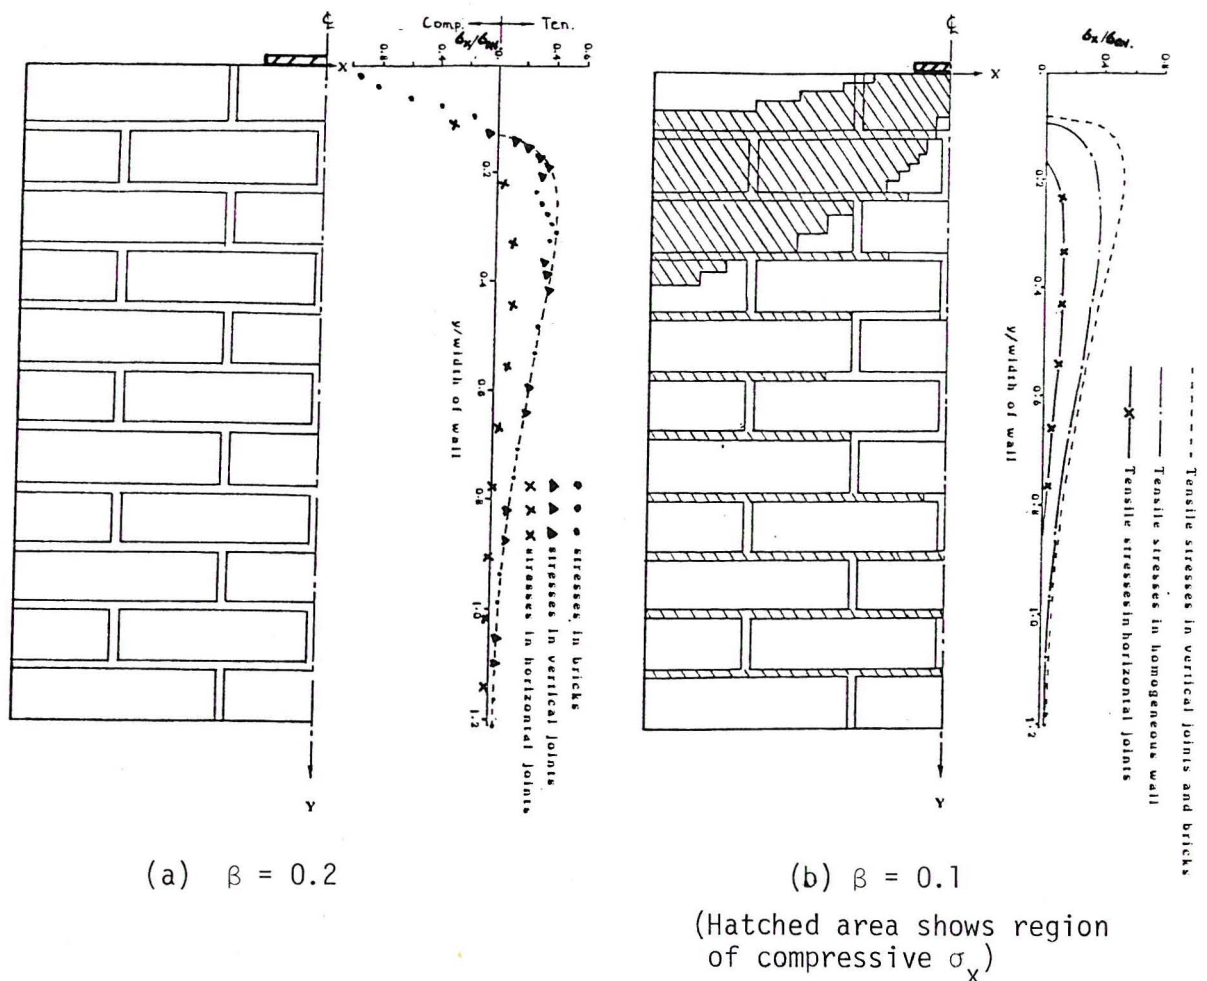 ℄
Comp. Ten.
σx/σav.
0.8 0.4 0 0.4 0.6
X
0.2
0.4
0.6
0.8
1.0
1.2
y/width of wall
• • • stresses in bricks
▲ ▲ ▲ stresses in vertical joints
× × × stresses in horizontal joints
Y
(a) β = 0.2
℄
σx/σav.
0. 0.4 0.8
X
0.2
0.4
0.6
0.8
1.0
1.2
y/width of wall
Tensile stresses in vertical joints and bricks
Tensile stresses in homogeneous wall
Tensile stresses in horizontal joints
Y
(b) β = 0.1
(Hatched area shows region
of compressive σx)